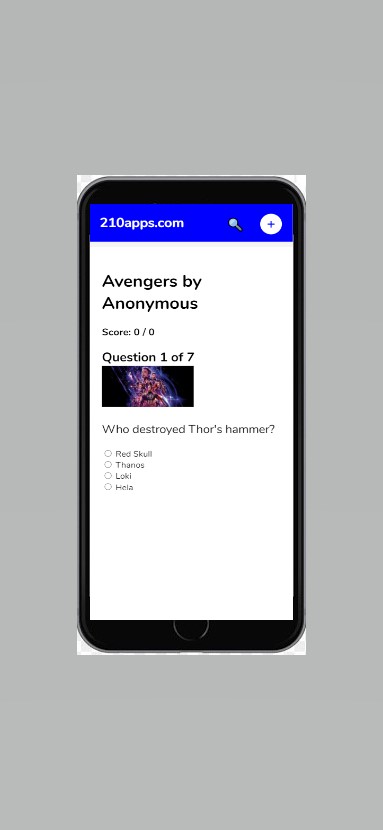 210apps.com
+
Avengers by
Anonymous
Score: 0 / 0
Question 1 of 7
Who destroyed Thor's hammer?
Red Skull
Thanos
Loki
Hela